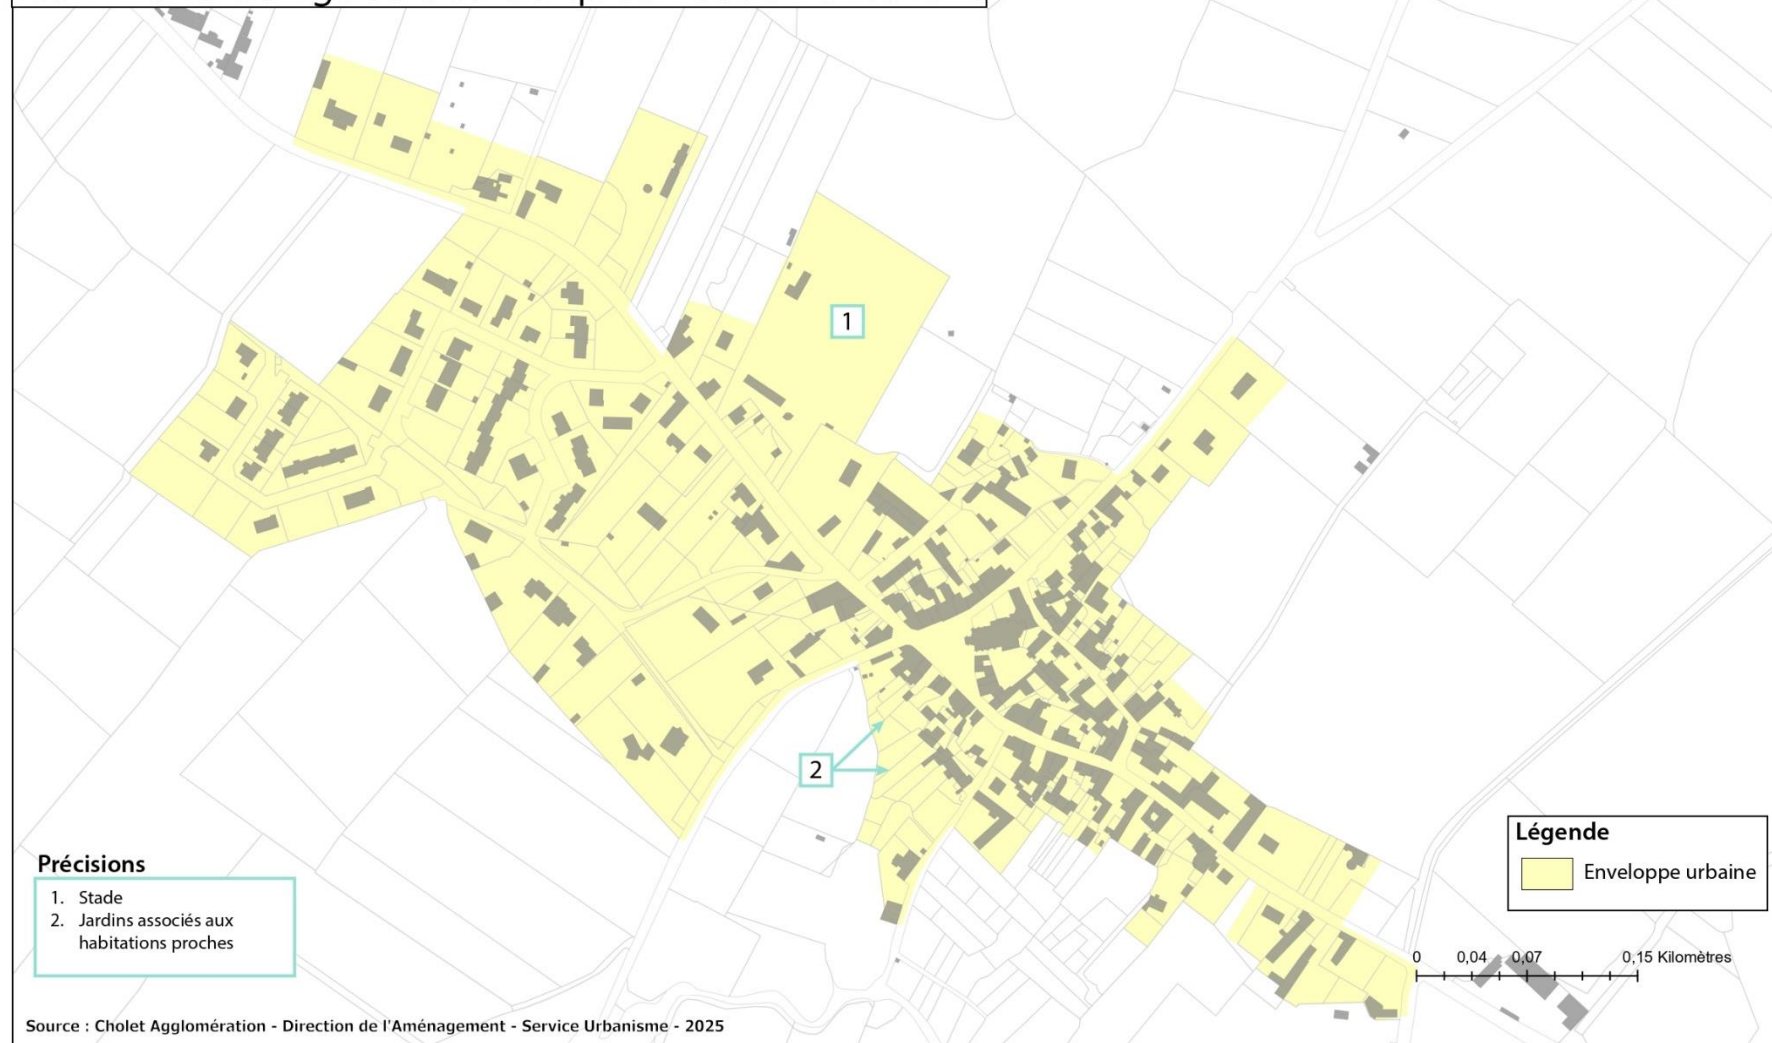 1
2
Précisions
1. Stade
2. Jardins associés aux
habitations proches
Légende
Enveloppe urbaine
0 0,04 0,07 0,15 Kilomètres
Source : Cholet Agglomération - Direction de l'Aménagement - Service Urbanisme - 2025